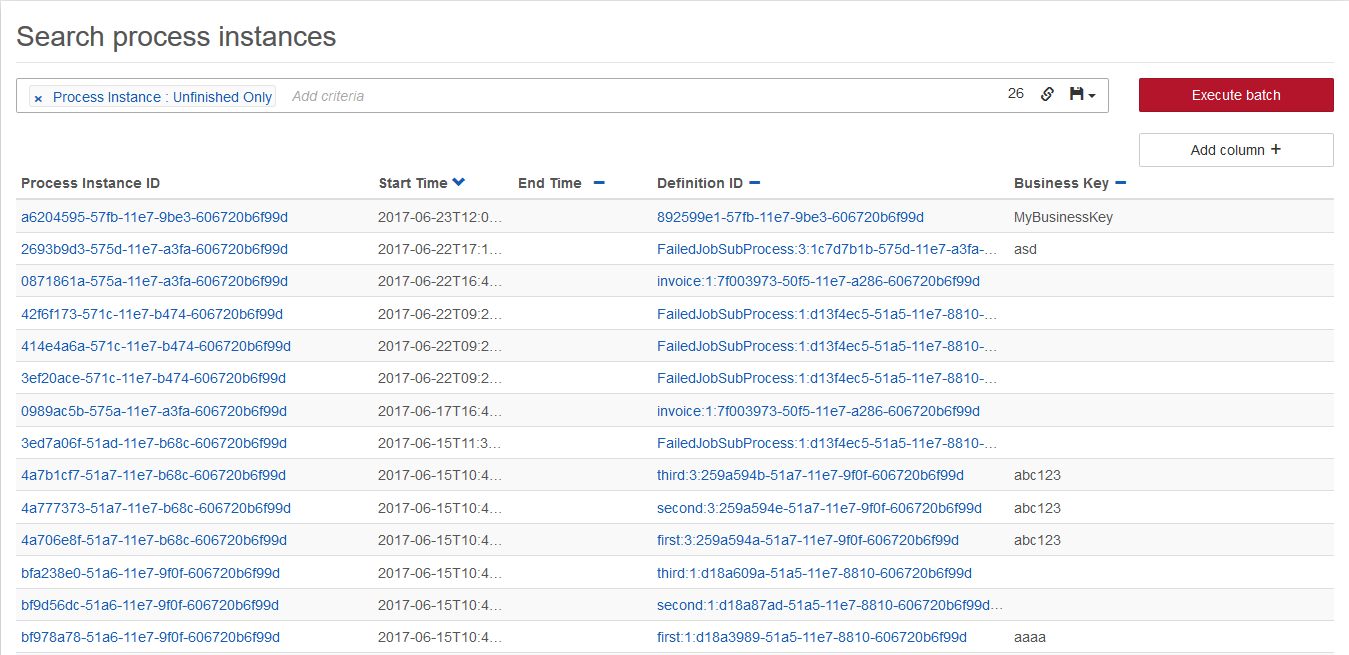 Search process instances
× Process Instance : Unfinished Only Add criteria 26
Execute batch
Add column +
Process Instance ID Start Time End Time Definition ID Business Key
a6204595-57fb-11e7-9be3-606720b6f99d 2017-06-23T12:0... 892599e1-57fb-11e7-9be3-606720b6f99d MyBusinessKey
2693b9d3-575d-11e7-a3fa-606720b6f99d 2017-06-22T17:1... FailedJobSubProcess:3:1c7d7b1b-575d-11e7-a3fa-... asd
0871861a-575a-11e7-a3fa-606720b6f99d 2017-06-22T16:4... invoice:1:7f003973-50f5-11e7-a286-606720b6f99d
42f6f173-571c-11e7-b474-606720b6f99d 2017-06-22T09:2... FailedJobSubProcess:1:d13f4ec5-51a5-11e7-8810-...
414e4a6a-571c-11e7-b474-606720b6f99d 2017-06-22T09:2... FailedJobSubProcess:1:d13f4ec5-51a5-11e7-8810-...
3ef20ace-571c-11e7-b474-606720b6f99d 2017-06-22T09:2... FailedJobSubProcess:1:d13f4ec5-51a5-11e7-8810-...
0989ac5b-575a-11e7-a3fa-606720b6f99d 2017-06-17T16:4... invoice:1:7f003973-50f5-11e7-a286-606720b6f99d
3ed7a06f-51ad-11e7-b68c-606720b6f99d 2017-06-15T11:3... FailedJobSubProcess:1:d13f4ec5-51a5-11e7-8810-...
4a7b1cf7-51a7-11e7-b68c-606720b6f99d 2017-06-15T10:4... third:3:259a594b-51a7-11e7-9f0f-606720b6f99d abc123
4a777373-51a7-11e7-b68c-606720b6f99d 2017-06-15T10:4... second:3:259a594e-51a7-11e7-9f0f-606720b6f99d abc123
4a706e8f-51a7-11e7-b68c-606720b6f99d 2017-06-15T10:4... first:3:259a594a-51a7-11e7-9f0f-606720b6f99d abc123
bfa238e0-51a6-11e7-9f0f-606720b6f99d 2017-06-15T10:4... third:1:d18a609a-51a5-11e7-8810-606720b6f99d
bf9d56dc-51a6-11e7-9f0f-606720b6f99d 2017-06-15T10:4... second:1:d18a87ad-51a5-11e7-8810-606720b6f99d...
bf978a78-51a6-11e7-9f0f-606720b6f99d 2017-06-15T10:4... first:1:d18a3989-51a5-11e7-8810-606720b6f99d aaaa